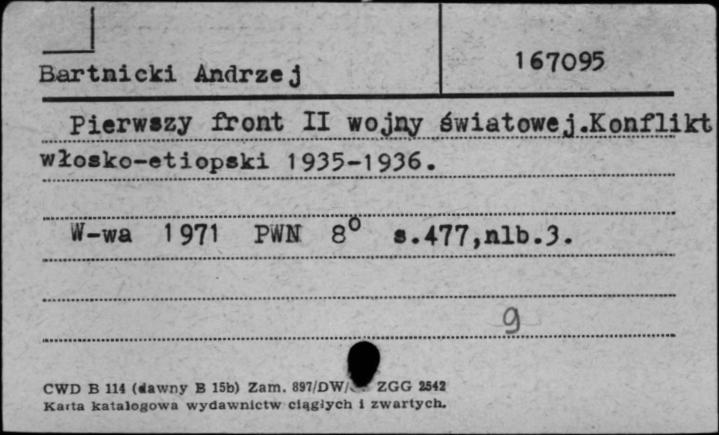 Bartnicki Andrzej
167095
Pierwszy front II wojny światowej.Konflikt
włosko-etiopski 1935-1936.
W-wa 1971 PWN 8⁰ s.477,nlb.3.
9
CWD B 114 (dawny B 15b) Zam. 897/DW/ ZGG 2542
Karta katalogowa wydawnictw ciągłych i zwartych.